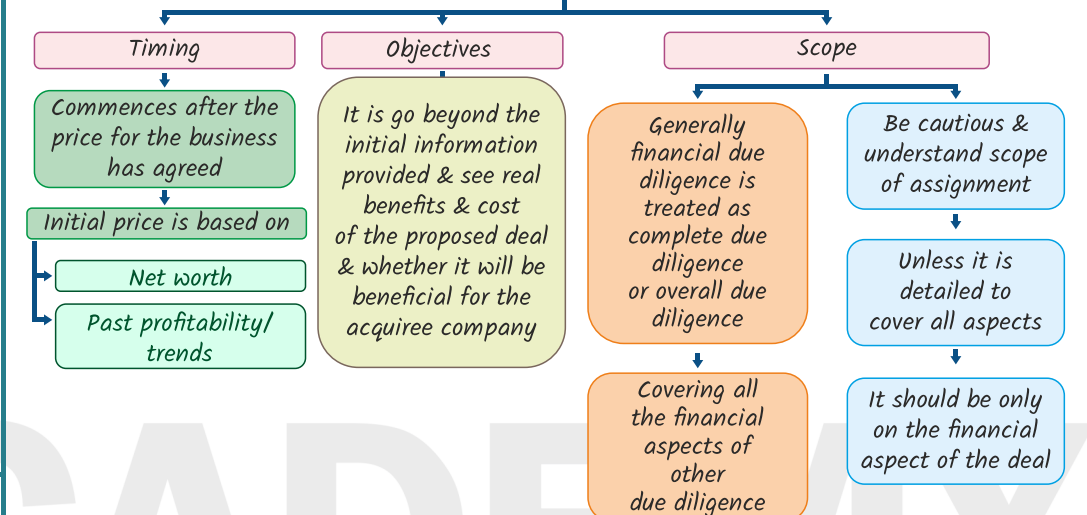 Timing
Commences after the
price for the business
has agreed
Initial price is based on
Net worth
Past profitability/
trends
Objectives
It is go beyond the
initial information
provided & see real
benefits & cost
of the proposed deal
& whether it will be
beneficial for the
acquiree company
Scope
Generally
financial due
diligence is
treated as
complete due
diligence
or overall due
diligence
Covering all
the financial
aspects of
other
due diligence
Be cautious &
understand scope
of assignment
Unless it is
detailed to
cover all aspects
It should be only
on the financial
aspect of the deal
CADEMY